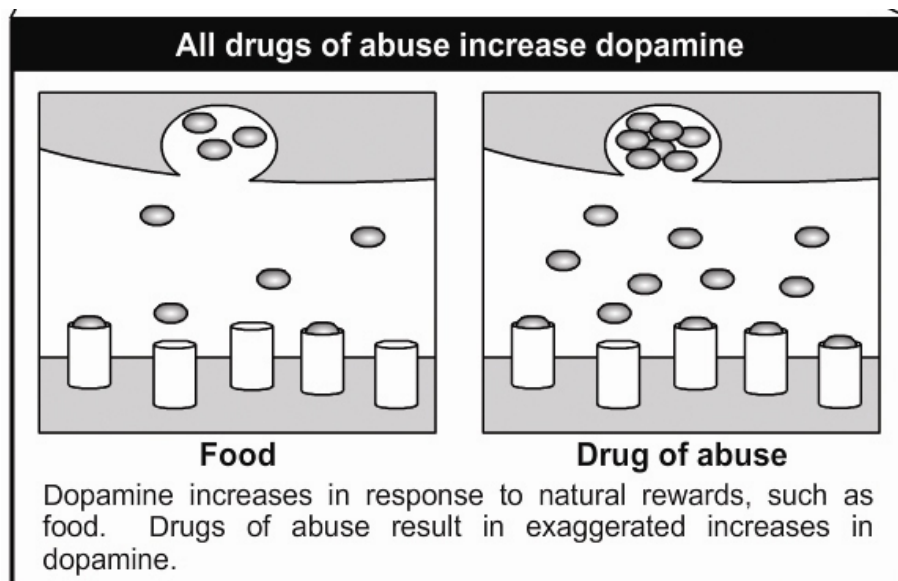 All drugs of abuse increase dopamine
Food
Drug of abuse
Dopamine increases in response to natural rewards, such as
food. Drugs of abuse result in exaggerated increases in
dopamine.